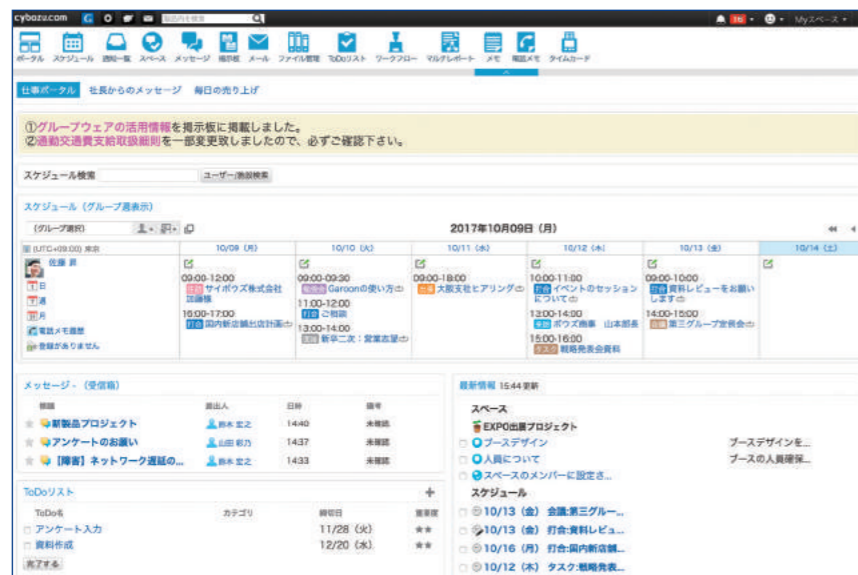 cybozu.com
Myスペース
ポータル スケジュール 通知一覧 スペース メッセージ 掲示板 メール ファイル管理 ToDoリスト ワークフロー マルチレポート メモ 電話メモ タイムカード
仕事ポータル 社長からのメッセージ 毎日の売り上げ
①グループウェアの活用情報を掲示板に掲載しました。
②通勤交通費支給取扱細則を一部変更致しましたので、必ずご確認下さい。
スケジュール検索 ユーザー/施設検索
スケジュール（グループ週表示）
(グループ選択) 2017年10月09日（月）
(UTC+09:00) 東京 10/09（月） 10/10（火） 10/11（水） 10/12（木） 10/13（金） 10/14（土）
佐藤 昇
日
週
月
電話メモ履歴
登録がありません
09:00-12:00
サイボウズ株式会社
加藤様
16:00-17:00
打合 国内新店舗出店計画
09:00-09:30
勉強会 Garoonの使い方
11:00-12:00
打合 ご相談
13:00-14:00
新卒二次：営業志望
09:00-18:00
出張 大阪支社ヒアリング
10:00-11:00
打合 イベントのセッション
について
13:00-14:00
来訪 ボウズ商事 山本部長
15:00-16:00
タスク 戦略発表会資料
09:00-10:00
打合 資料レビューをお願い
します
14:00-15:00
会議 第三グループ定例会
メッセージ - （受信箱）
標題 差出人 日時 備考
新製品プロジェクト 鈴木 宏之 14:40 未確認
アンケートのお願い 山田 彩乃 14:37 未確認
【障害】ネットワーク遅延の... 鈴木 宏之 14:33 未確認
ToDoリスト
ToDo名 カテゴリ 締切日 重要度
アンケート入力 11/28（火） ★★
資料作成 12/20（水） ★★
完了する
最新情報 15:44 更新
スペース
EXPO出展プロジェクト
ブースデザイン ブースデザインを...
人員について ブースの人員確保...
スペースのメンバーに設定さ...
スケジュール
10/13（金） 会議:第三グルー...
10/13（金） 打合:資料レビュ...
10/16（月） 打合:国内新店舗...
10/12（木） タスク:戦略発表...